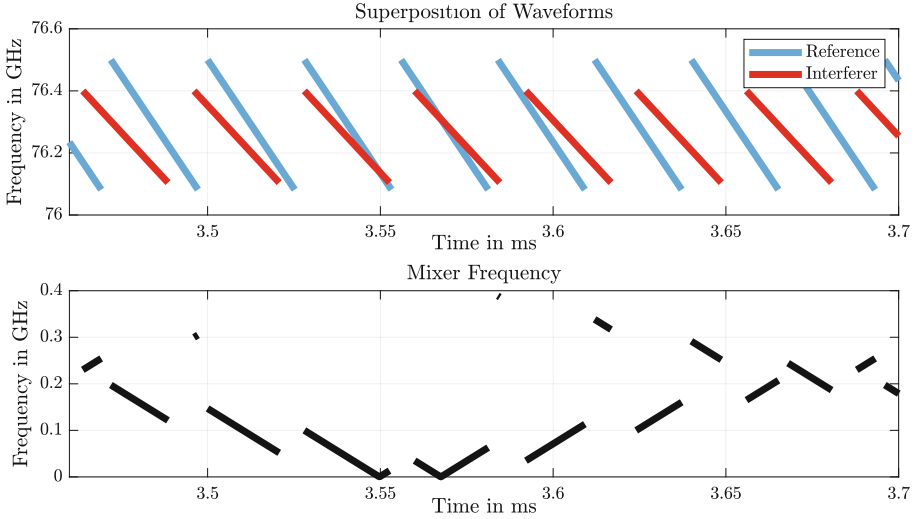 Superposition of Waveforms
Frequency in GHz
76.6
76.4
76.2
76
Reference
Interferer
3.5
3.55
3.6
3.65
3.7
Time in ms
Mixer Frequency
Frequency in GHz
0.4
0.3
0.2
0.1
0
3.5
3.55
3.6
3.65
3.7
Time in ms